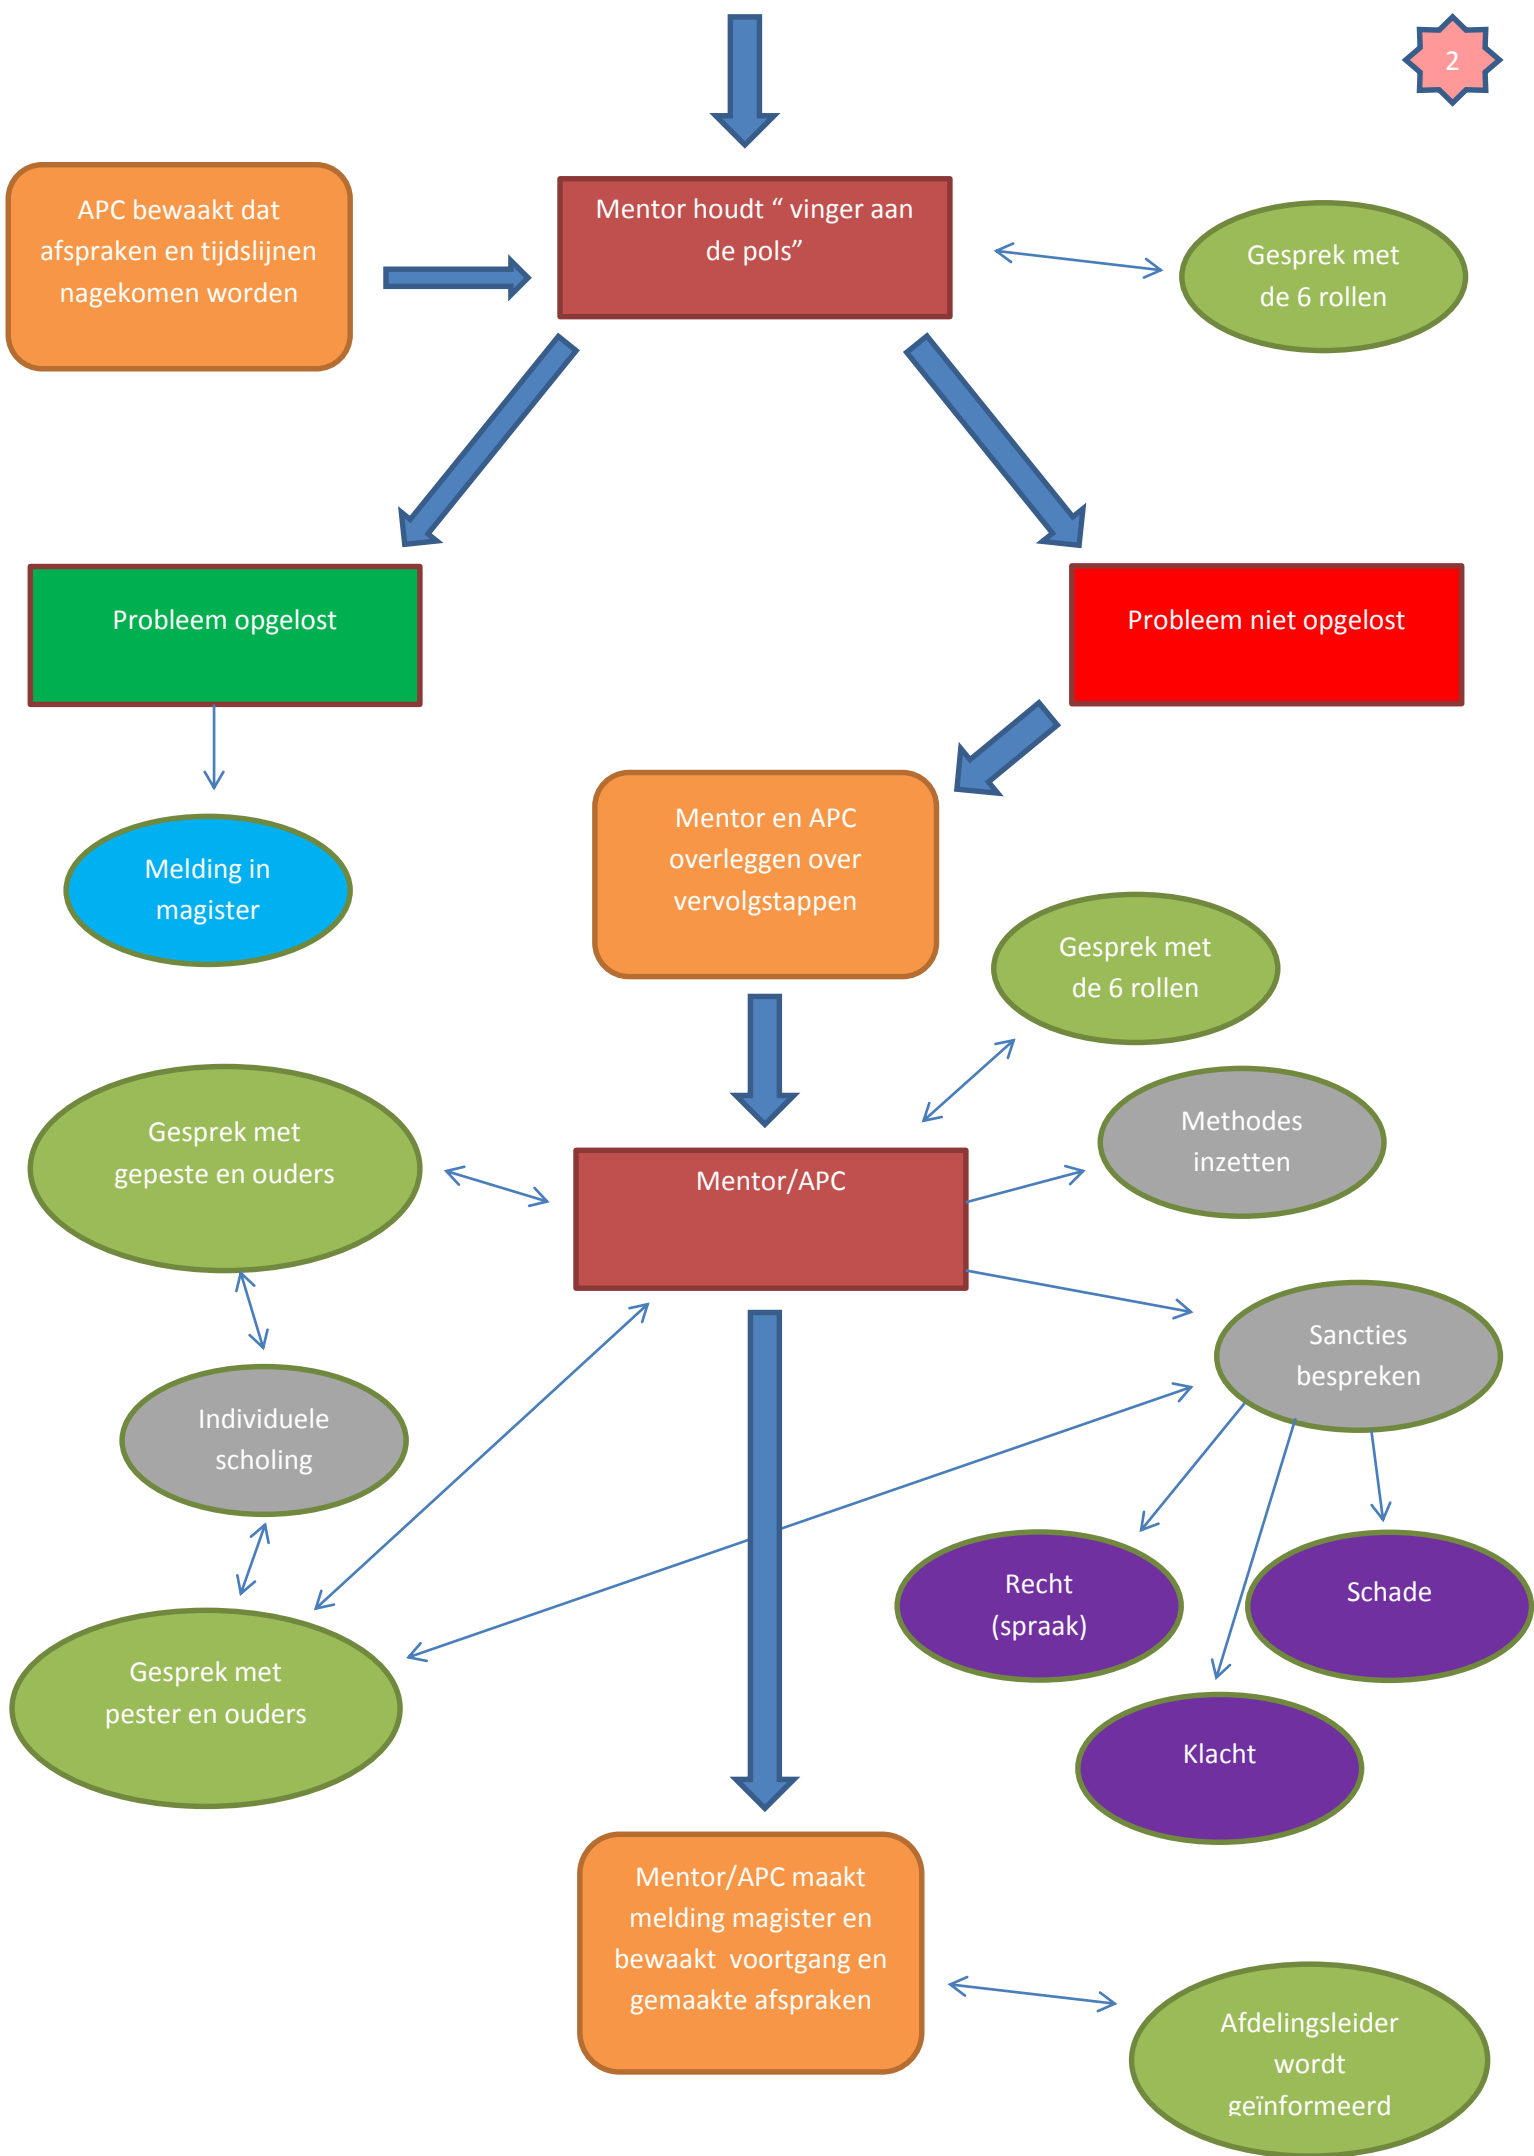 2
APC bewaakt dat
afspraken en tijdslijnen
nagekomen worden
Mentor houdt “ vinger aan
de pols”
Gesprek met
de 6 rollen
Probleem opgelost
Probleem niet opgelost
Melding in
magister
Mentor en APC
overleggen over
vervolgstappen
Gesprek met
de 6 rollen
Methodes
inzetten
Gesprek met
gepeste en ouders
Mentor/APC
Sancties
bespreken
Individuele
scholing
Recht
(spraak)
Schade
Gesprek met
pester en ouders
Klacht
Mentor/APC maakt
melding magister en
bewaakt  voortgang en
gemaakte afspraken
Afdelingsleider
wordt
geïnformeerd